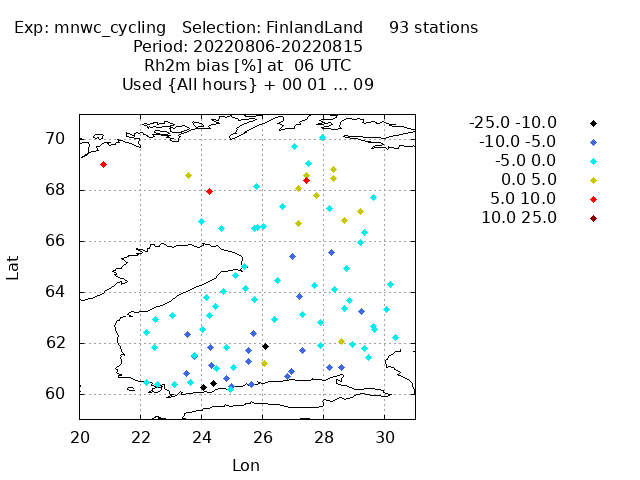 Exp: mnwc_cycling   Selection: FinlandLand     93 stations
Period: 20220806-20220815
Rh2m bias [%] at  06 UTC
Used {All hours} + 00 01 ... 09
-25.0 -10.0
-10.0 -5.0
-5.0 0.0
0.0 5.0
5.0 10.0
10.0 25.0
70
68
66
64
62
60
Lat
20 22 24 26 28 30
Lon